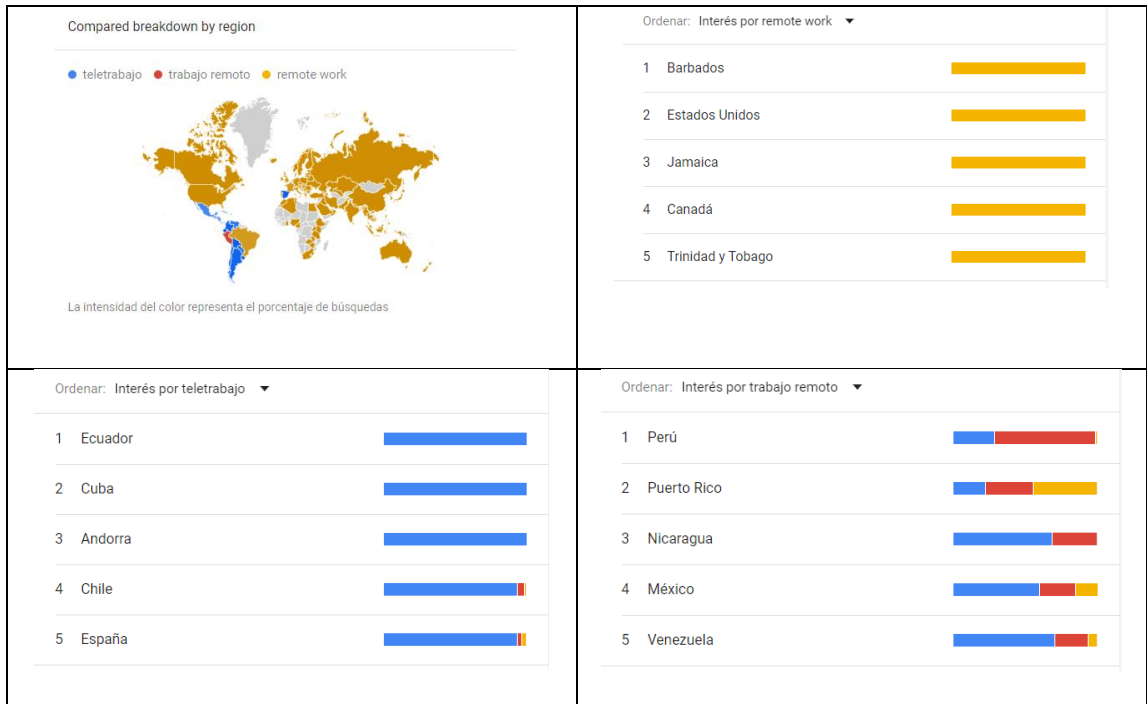 Compared breakdown by region
teletrabajo trabajo remoto remote work
La intensidad del color representa el porcentaje de búsquedas
Ordenar: Interés por remote work
1 Barbados
2 Estados Unidos
3 Jamaica
4 Canadá
5 Trinidad y Tobago
Ordenar: Interés por teletrabajo
1 Ecuador
2 Cuba
3 Andorra
4 Chile
5 España
Ordenar: Interés por trabajo remoto
1 Perú
2 Puerto Rico
3 Nicaragua
4 México
5 Venezuela